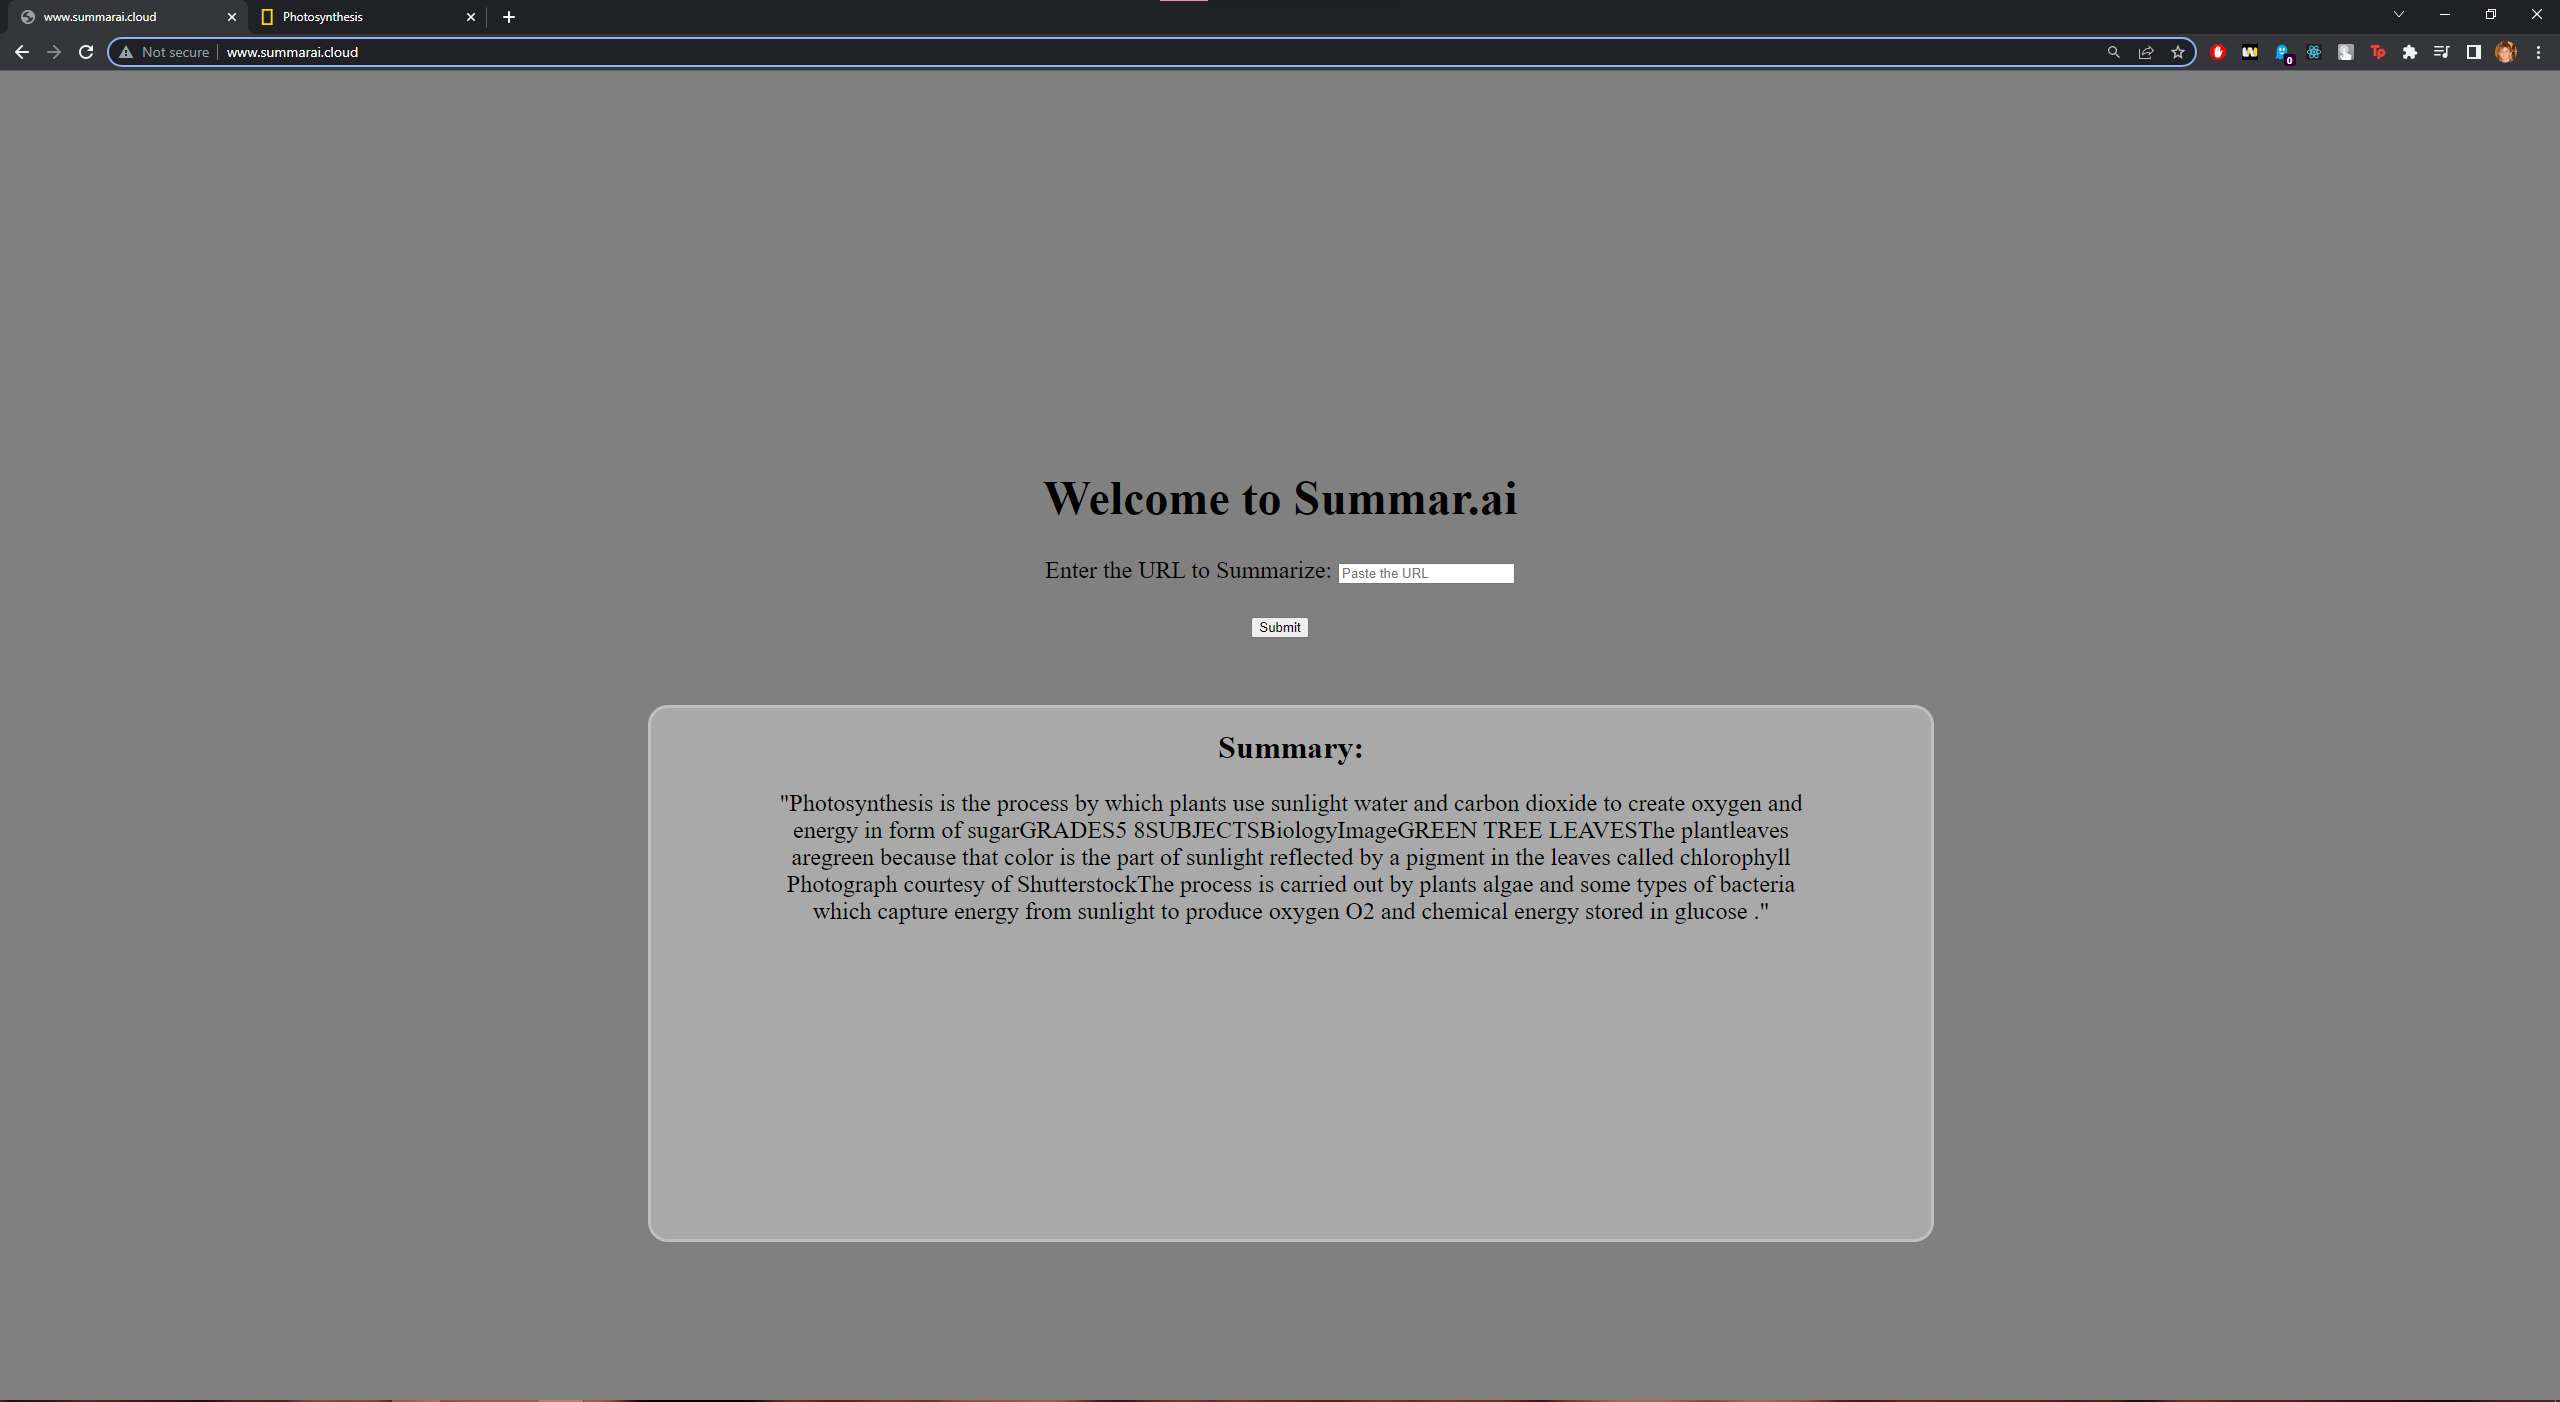 www.summarai.cloud
Photosynthesis
Not secure
www.summarai.cloud
0
Tp
Welcome to Summar.ai
Enter the URL to Summarize: Paste the URL
Submit
Summary:
"Photosynthesis is the process by which plants use sunlight water and carbon dioxide to create oxygen and
energy in form of sugarGRADES5 8SUBJECTSBiologyImageGREEN TREE LEAVESThe plantleaves
aregreen because that color is the part of sunlight reflected by a pigment in the leaves called chlorophyll
Photograph courtesy of ShutterstockThe process is carried out by plants algae and some types of bacteria
which capture energy from sunlight to produce oxygen O2 and chemical energy stored in glucose ."